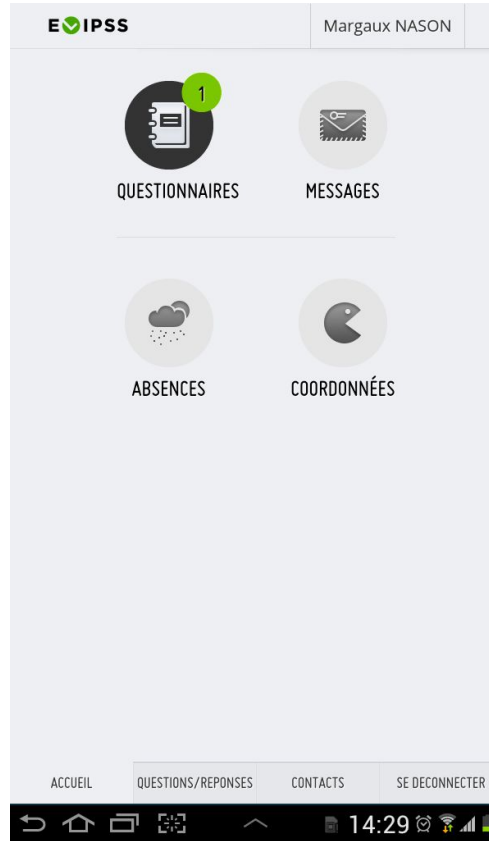 EVIPSS
Margaux NASON
1
QUESTIONNAIRES
MESSAGES
ABSENCES
COORDONNÉES
ACCUEIL
QUESTIONS/REPONSES
CONTACTS
SE DECONNECTER
14:29